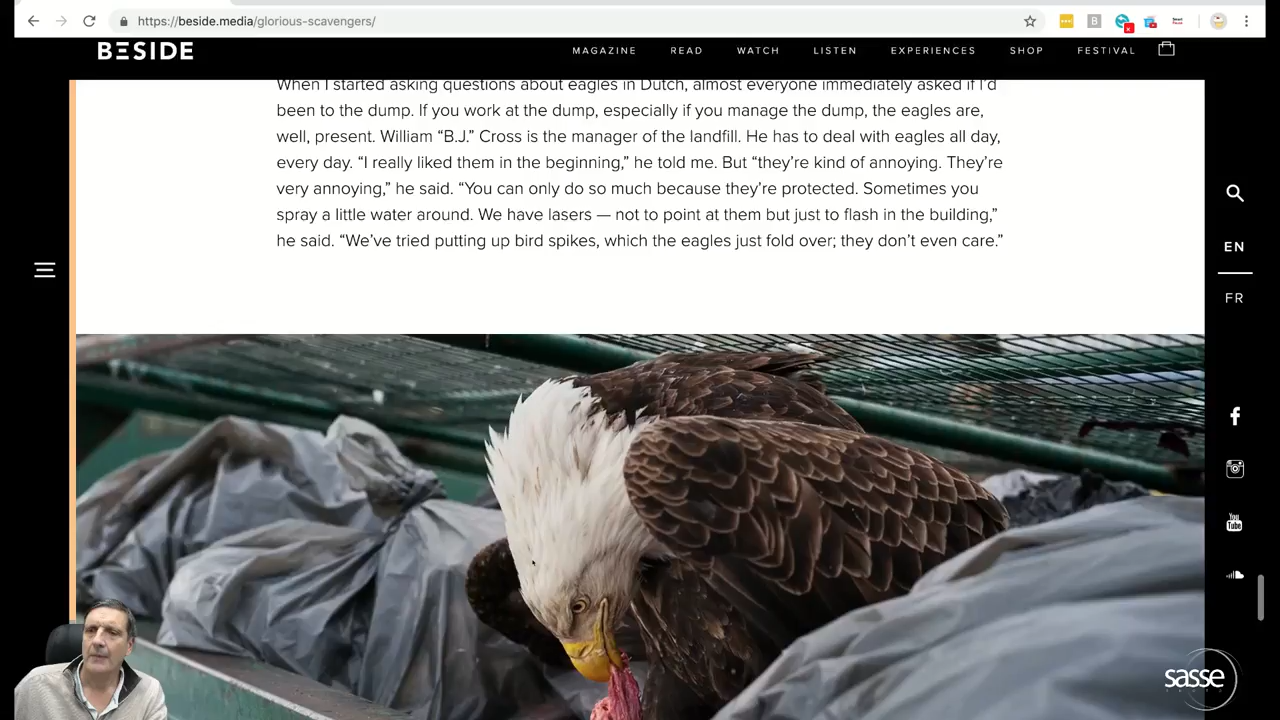 https://beside.media/glorious-scavengers/
BESIDE
MAGAZINE READ WATCH LISTEN EXPERIENCES SHOP FESTIVAL
When I started asking questions about eagles in Dutch, almost everyone immediately asked if I’d
been to the dump. If you work at the dump, especially if you manage the dump, the eagles are,
well, present. William “B.J.” Cross is the manager of the landfill. He has to deal with eagles all day,
every day. “I really liked them in the beginning,” he told me. But “they’re kind of annoying. They’re
very annoying,” he said. “You can only do so much because they’re protected. Sometimes you
spray a little water around. We have lasers — not to point at them but just to flash in the building,”
he said. “We’ve tried putting up bird spikes, which the eagles just fold over; they don’t even care.”
EN
FR
You
Tube
sasse